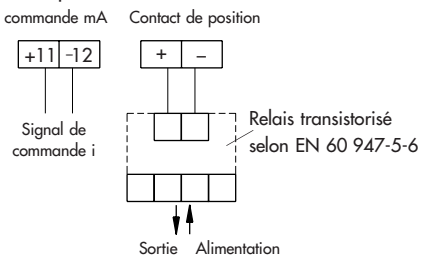 commande mA
Contact de position
+11 -12
+ –
Signal de
commande i
Relais transistorisé
selon EN 60 947-5-6
Sortie
Alimentation